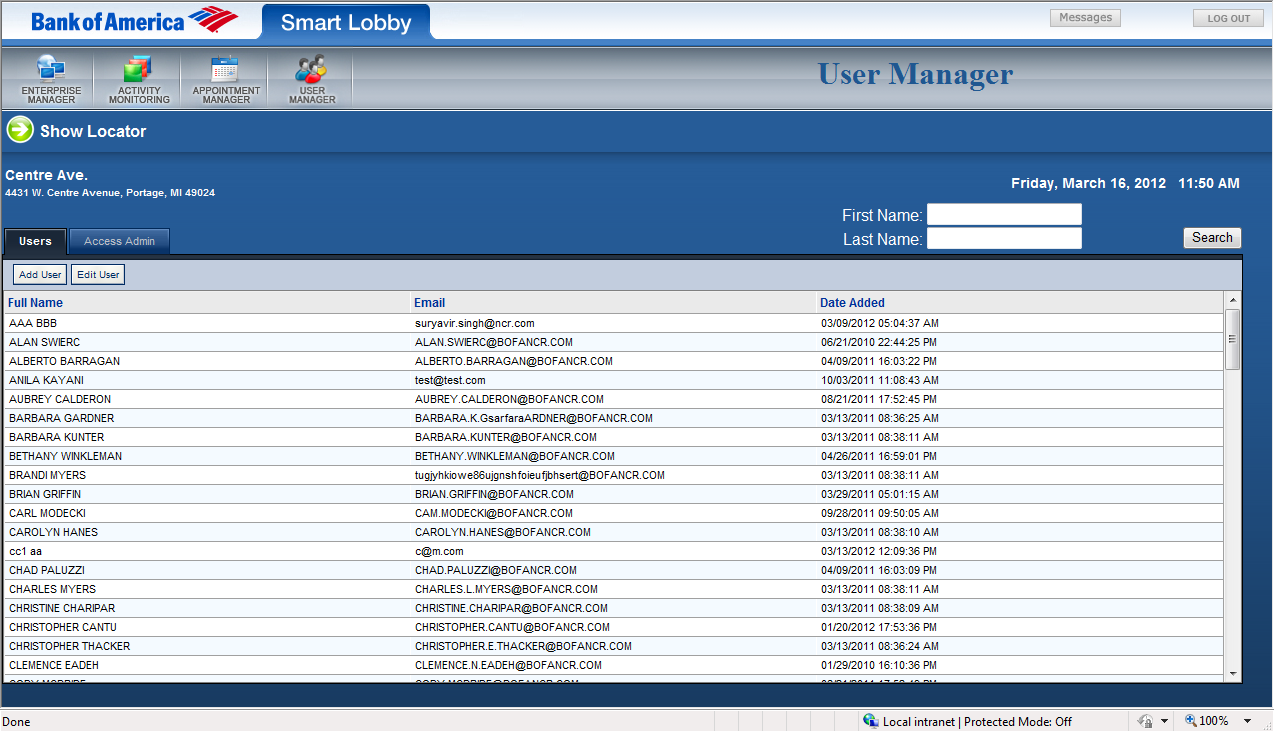 Bank of America Smart Lobby Messages LOG OUT
ENTERPRISE MANAGER ACTIVITY MONITORING APPOINTMENT MANAGER USER MANAGER User Manager
Show Locator
Centre Ave.
4431 W. Centre Avenue, Portage, MI 49024
Friday, March 16, 2012 11:50 AM
First Name:
Last Name:
Search
Users Access Admin
Add User Edit User
Full Name Email Date Added
AAA BBB suryavir.singh@ncr.com 03/09/2012 05:04:37 AM
ALAN SWIERC ALAN.SWIERC@BOFANCR.COM 06/21/2010 22:44:25 PM
ALBERTO BARRAGAN ALBERTO.BARRAGAN@BOFANCR.COM 04/09/2011 16:03:22 PM
ANILA KAYANI test@test.com 10/03/2011 11:08:43 AM
AUBREY CALDERON AUBREY.CALDERON@BOFANCR.COM 08/21/2011 17:52:45 PM
BARBARA GARDNER BARBARA.K.GsarfaraARDNER@BOFANCR.COM 03/13/2011 08:36:25 AM
BARBARA KUNTER BARBARA.KUNTER@BOFANCR.COM 03/13/2011 08:38:11 AM
BETHANY WINKLEMAN BETHANY.WINKLEMAN@BOFANCR.COM 04/26/2011 16:59:01 PM
BRANDI MYERS tugjyhkiowe86ujgnshfoieufjbhsert@BOFANCR.COM 03/13/2011 08:38:11 AM
BRIAN GRIFFIN BRIAN.GRIFFIN@BOFANCR.COM 03/29/2011 05:01:15 AM
CARL MODECKI CAM.MODECKI@BOFANCR.COM 09/28/2011 09:50:05 AM
CAROLYN HANES CAROLYN.HANES@BOFANCR.COM 03/13/2011 08:38:10 AM
cc1 aa c@m.com 03/13/2012 12:09:36 PM
CHAD PALUZZI CHAD.PALUZZI@BOFANCR.COM 04/09/2011 16:03:09 PM
CHARLES MYERS CHARLES.L.MYERS@BOFANCR.COM 03/13/2011 08:38:11 AM
CHRISTINE CHARIPAR CHRISTINE.CHARIPAR@BOFANCR.COM 03/13/2011 08:38:09 AM
CHRISTOPHER CANTU CHRISTOPHER.CANTU@BOFANCR.COM 01/20/2012 17:53:36 PM
CHRISTOPHER THACKER CHRISTOPHER.E.THACKER@BOFANCR.COM 03/13/2011 08:36:24 AM
CLEMENCE EADEH CLEMENCE.N.EADEH@BOFANCR.COM 01/29/2010 16:10:36 PM
Done Local intranet | Protected Mode: Off 100%